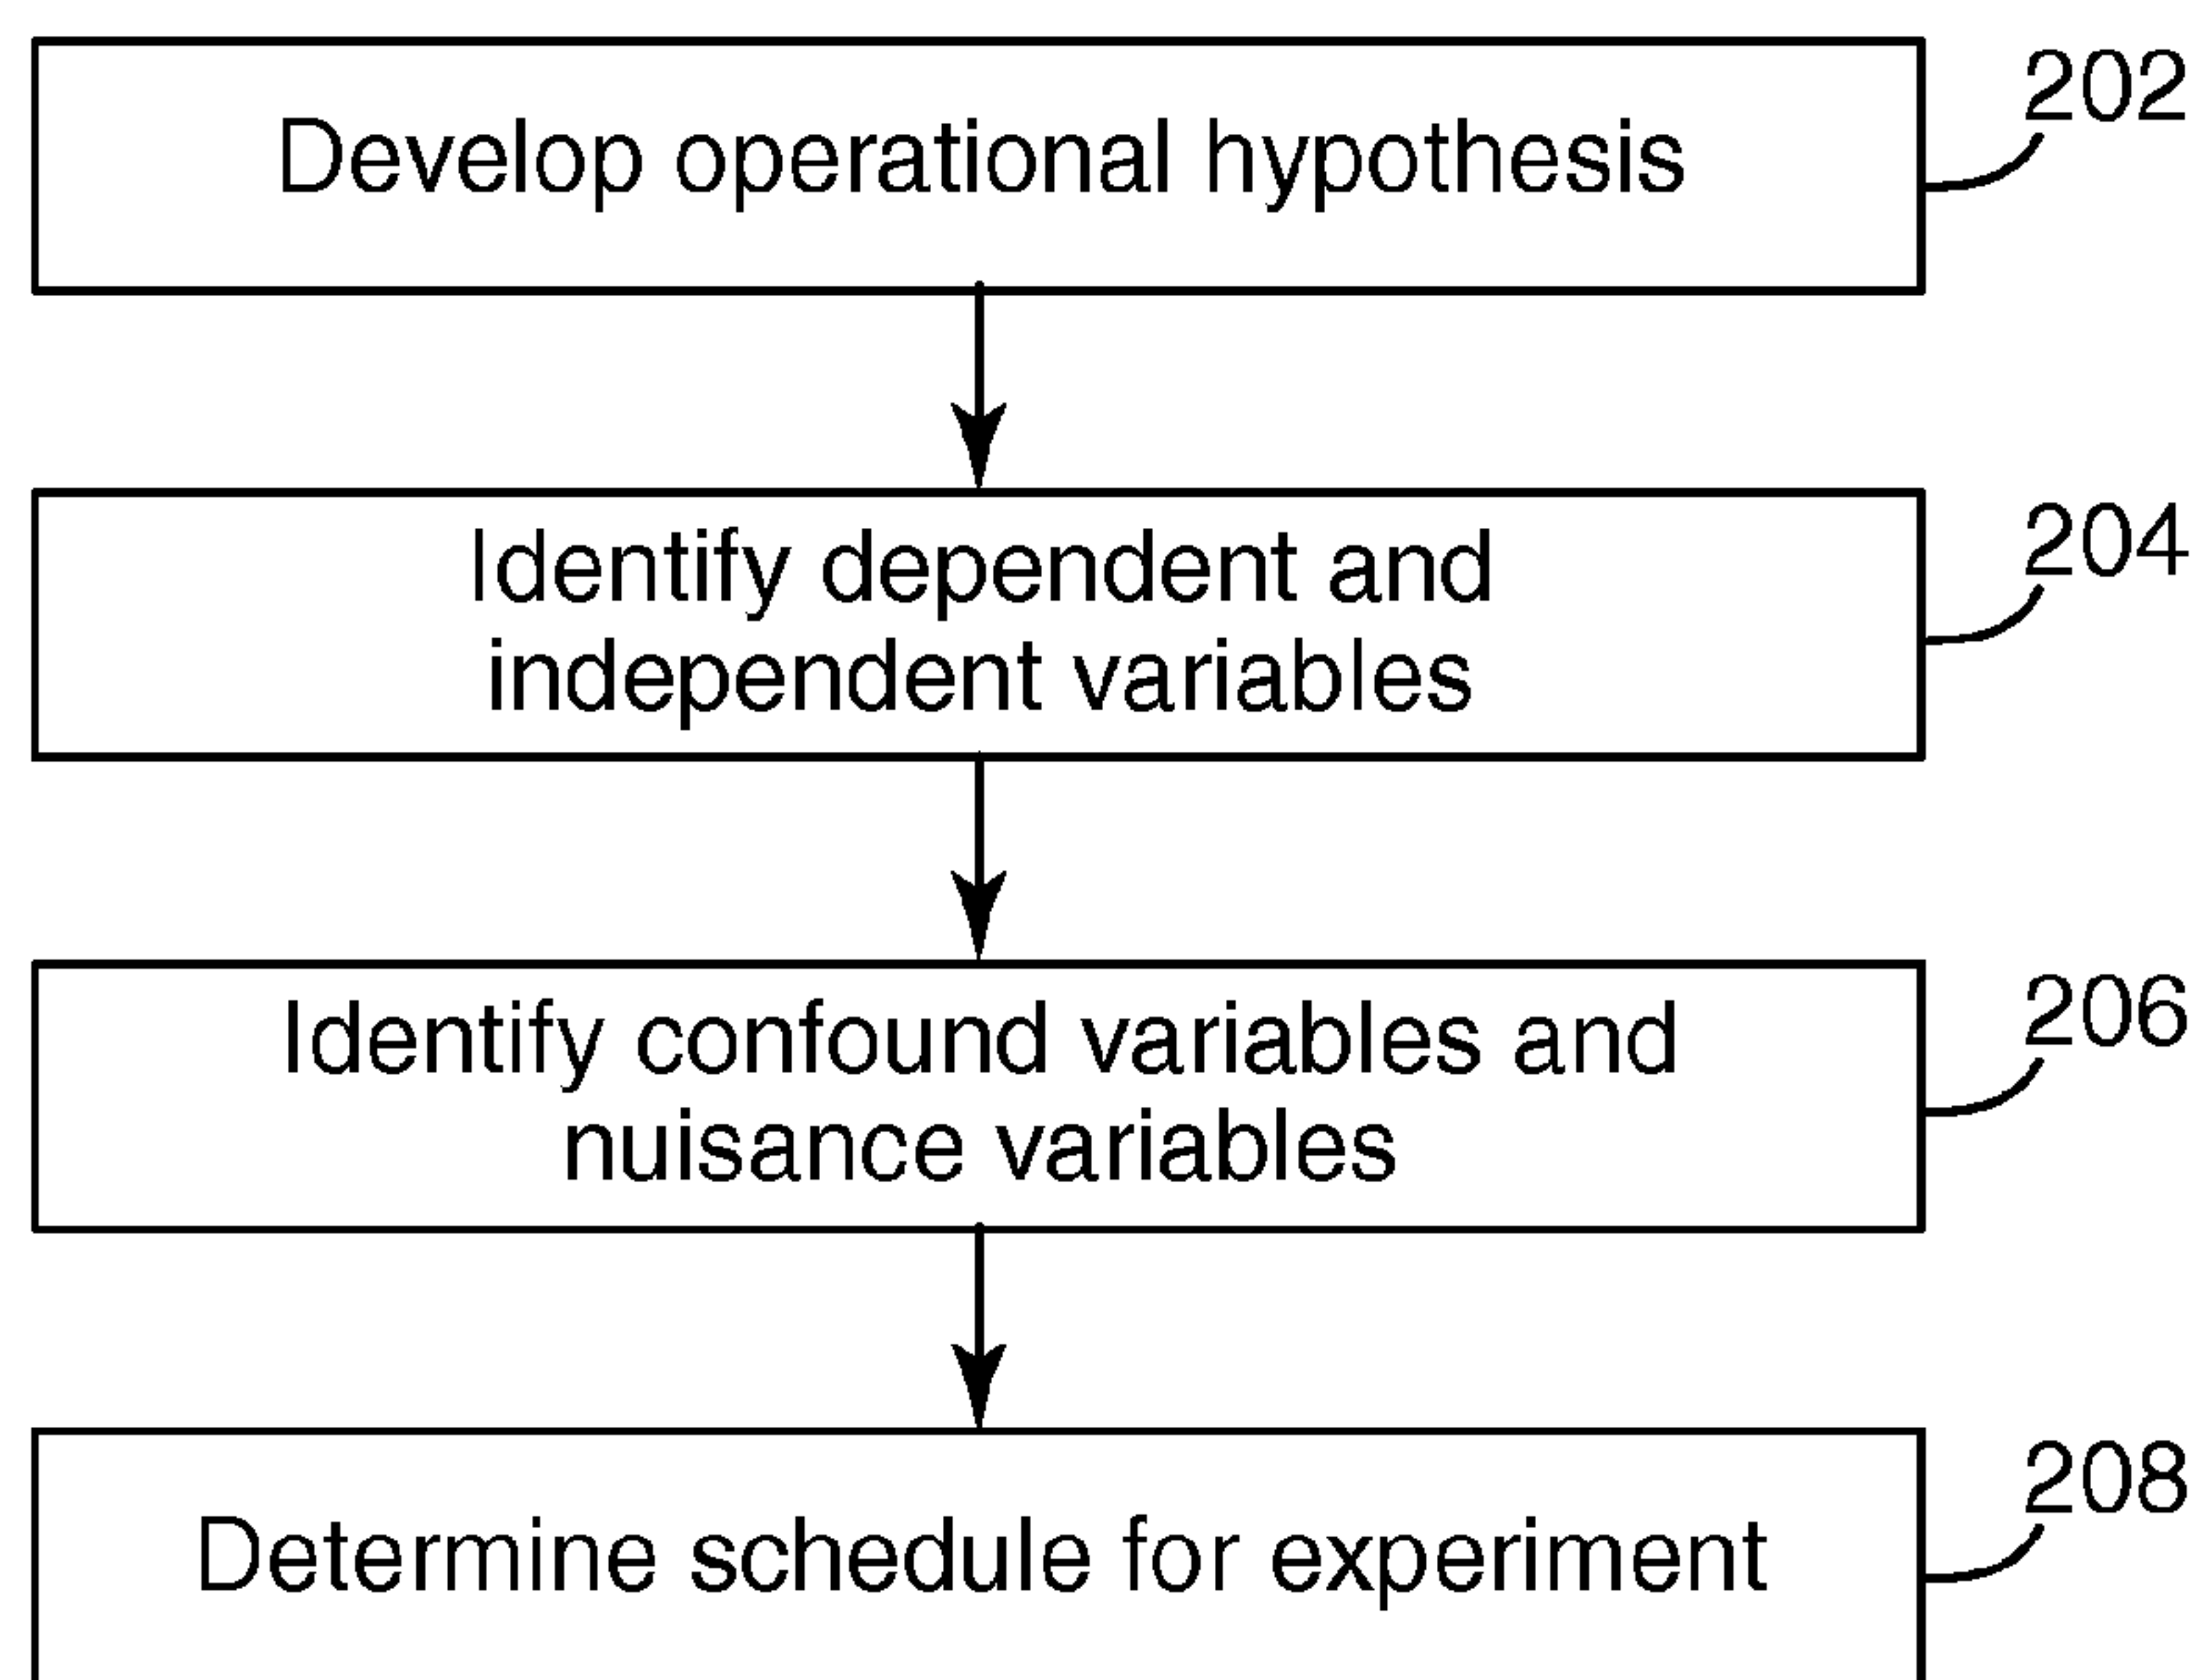 Develop operational hypothesis
202
Identify dependent and
independent variables
204
Identify confound variables and
nuisance variables
206
Determine schedule for experiment
208